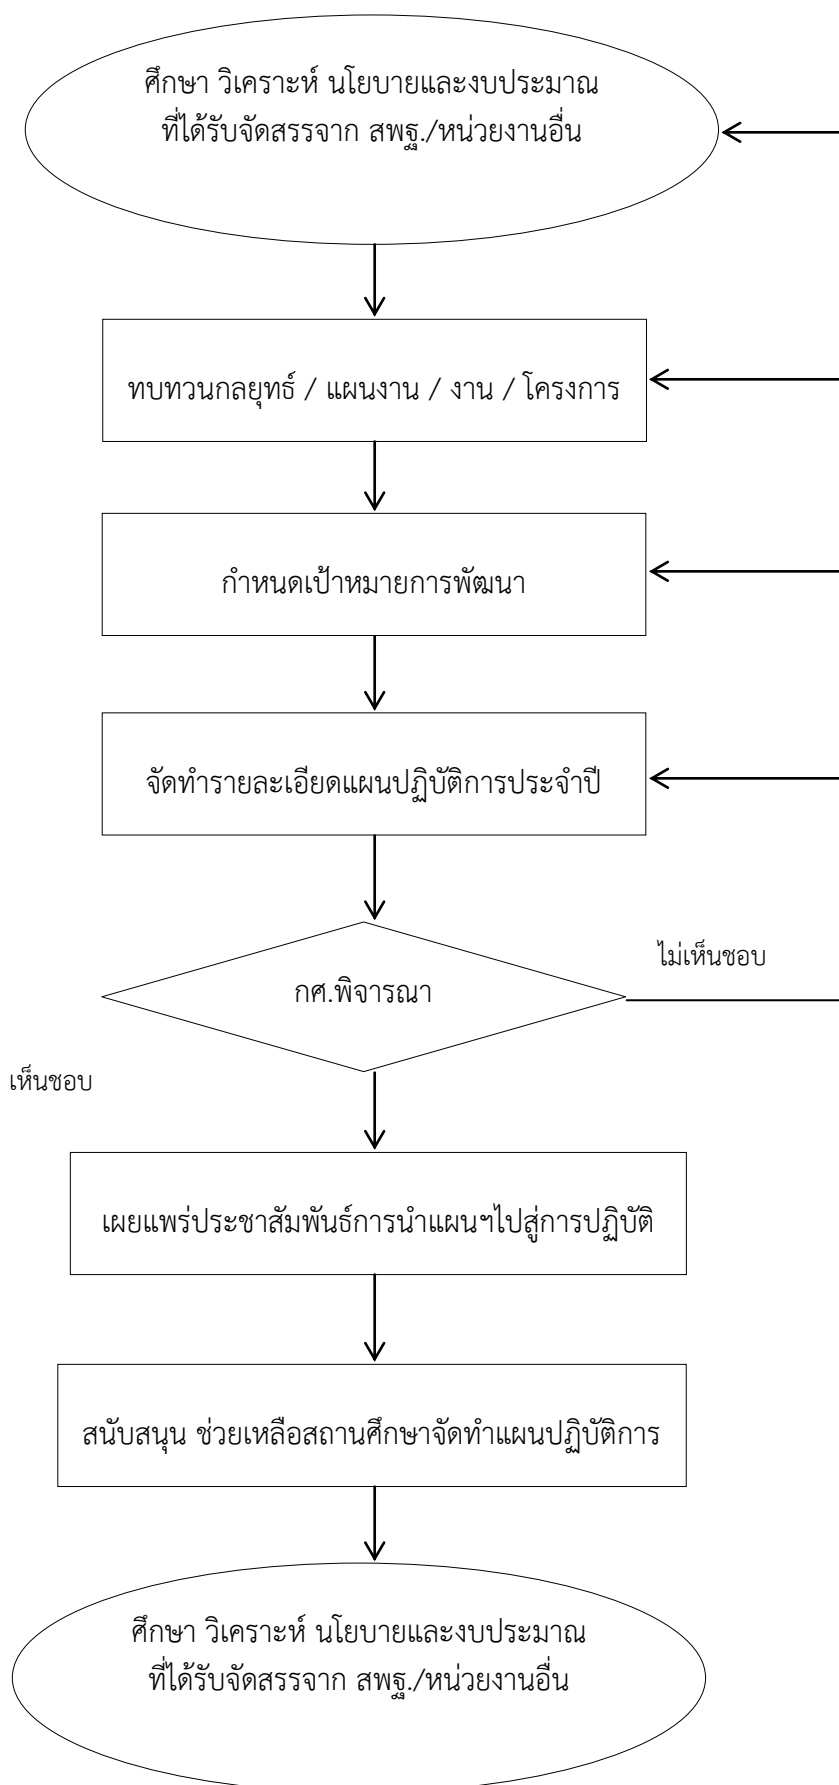 ศึกษา วิเคราะห์ นโยบายและงบประมาณ
ที่ได้รับจัดสรรจาก สพฐ./หน่วยงานอื่น
ทบทวนกลยุทธ์ / แผนงาน / งาน / โครงการ
กำหนดเป้าหมายการพัฒนา
จัดทำรายละเอียดแผนปฏิบัติการประจำปี
ไม่เห็นชอบ
กศ.พิจารณา
เห็นชอบ
เผยแพร่ประชาสัมพันธ์การนำแผนฯไปสู่การปฏิบัติ
สนับสนุน ช่วยเหลือสถานศึกษาจัดทำแผนปฏิบัติการ
ศึกษา วิเคราะห์ นโยบายและงบประมาณ
ที่ได้รับจัดสรรจาก สพฐ./หน่วยงานอื่น